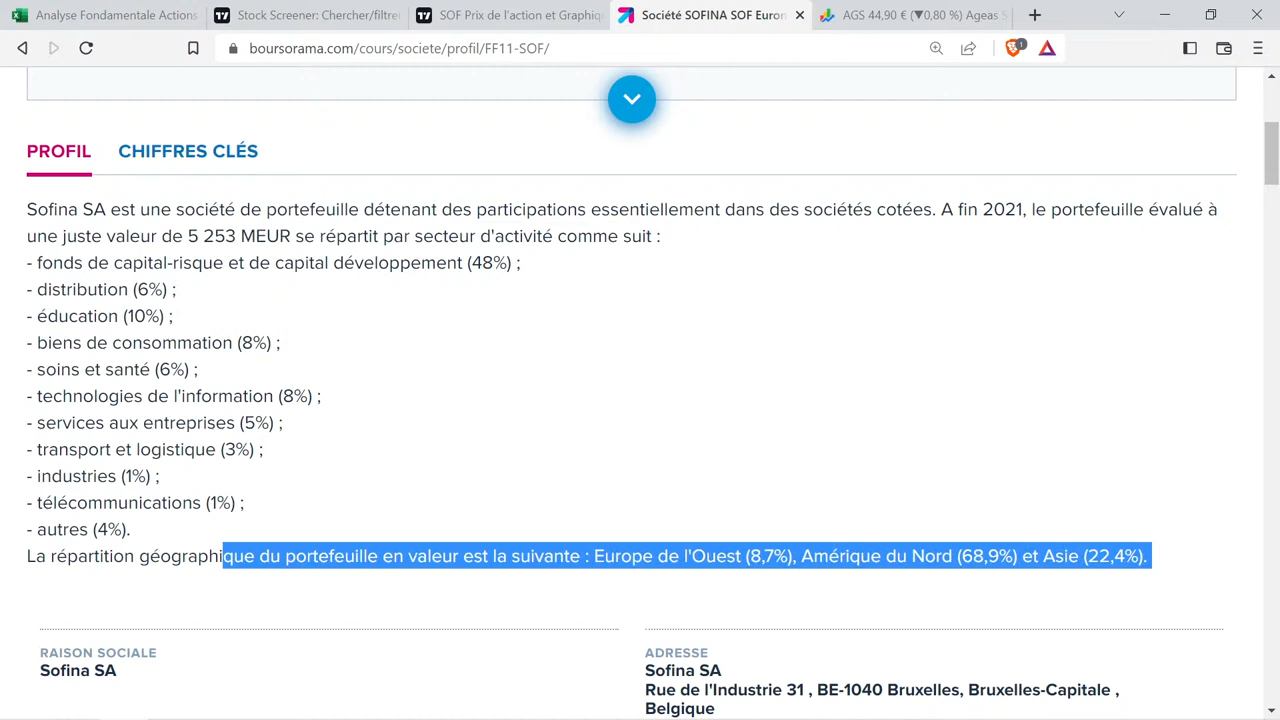 Analyse Fondamentale Actions
Stock Screener: Chercher/filtrer
SOF Prix de l'action et Graphiqu
Société SOFINA SOF Euron
AGS 44,90 € (▼0,80 %) Ageas S
boursorama.com/cours/societe/profil/FF11-SOF/
1
PROFIL
CHIFFRES CLÉS
Sofina SA est une société de portefeuille détenant des participations essentiellement dans des sociétés cotées. A fin 2021, le portefeuille évalué à
une juste valeur de 5 253 MEUR se répartit par secteur d'activité comme suit :
- fonds de capital-risque et de capital développement (48%) ;
- distribution (6%) ;
- éducation (10%) ;
- biens de consommation (8%) ;
- soins et santé (6%) ;
- technologies de l'information (8%) ;
- services aux entreprises (5%) ;
- transport et logistique (3%) ;
- industries (1%) ;
- télécommunications (1%) ;
- autres (4%).
La répartition géographique du portefeuille en valeur est la suivante : Europe de l'Ouest (8,7%), Amérique du Nord (68,9%) et Asie (22,4%).
RAISON SOCIALE
Sofina SA
ADRESSE
Sofina SA
Rue de l'Industrie 31 , BE-1040 Bruxelles, Bruxelles-Capitale ,
Belgique